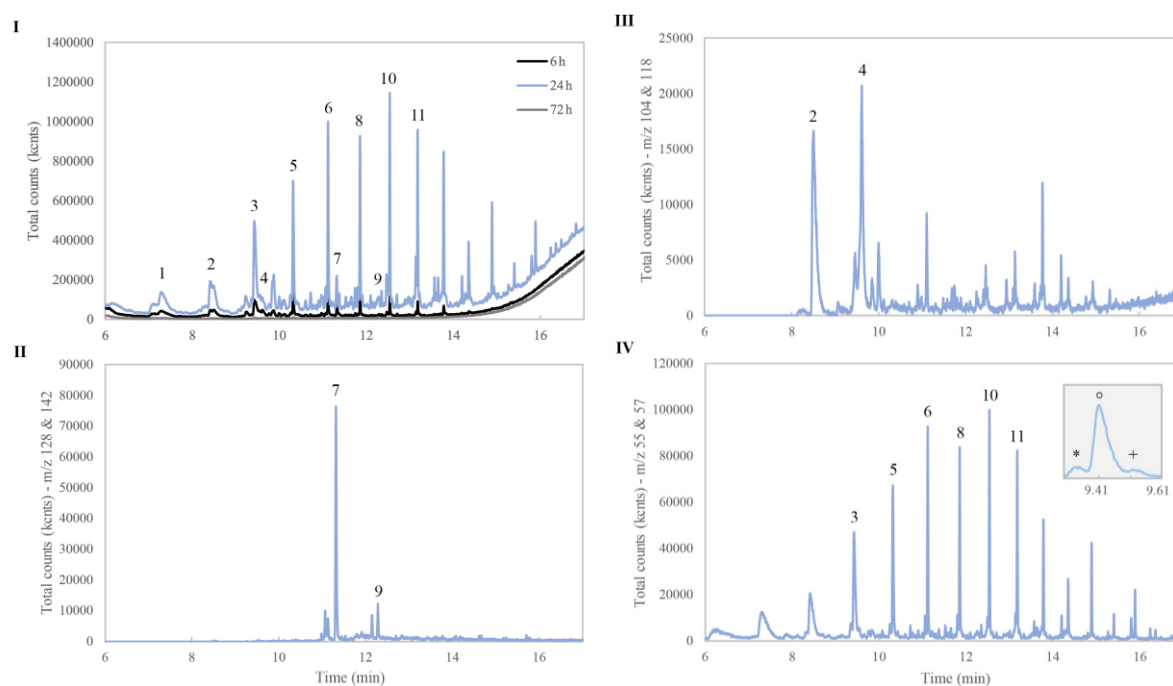 I
Total counts (kcnts)
1400000
1200000
1000000
800000
600000
400000
200000
0
6 8 10 12 14 16
1 2 3 4 5 6 7 8 9 10 11
6 h
24 h
72 h
II
Total counts (kcnts) - m/z 128 & 142
90000
80000
70000
60000
50000
40000
30000
20000
10000
0
6 8 10 12 14 16
7 9
Time (min)
III
Total counts (kcnts) - m/z 104 & 118
25000
20000
15000
10000
5000
0
6 8 10 12 14 16
2 4
IV
Total counts (kcnts) - m/z 55 & 57
120000
100000
80000
60000
40000
20000
0
6 8 10 12 14 16
3 5 6 8 10 11
* ○ +
9.41 9.61
Time (min)